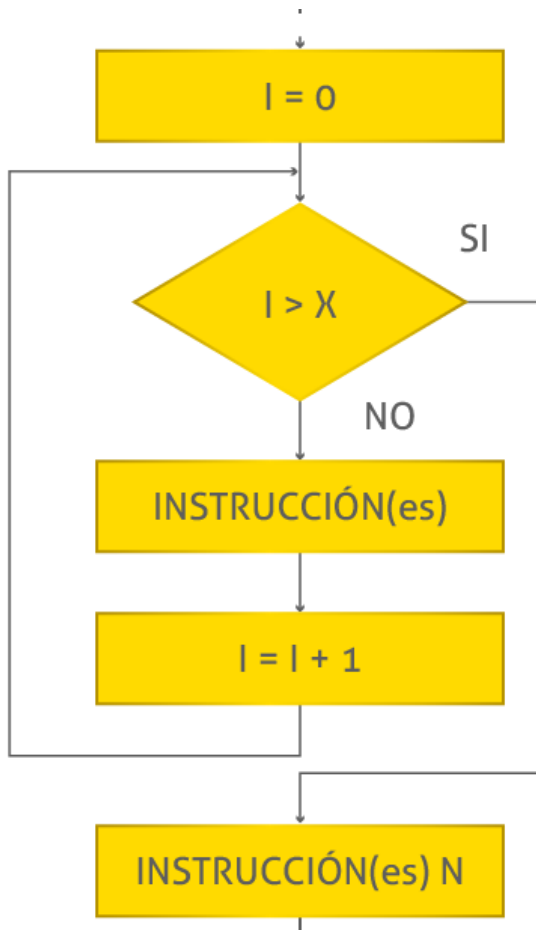 I = 0
I > X
SI
NO
INSTRUCCIÓN(es)
I = I + 1
INSTRUCCIÓN(es) N